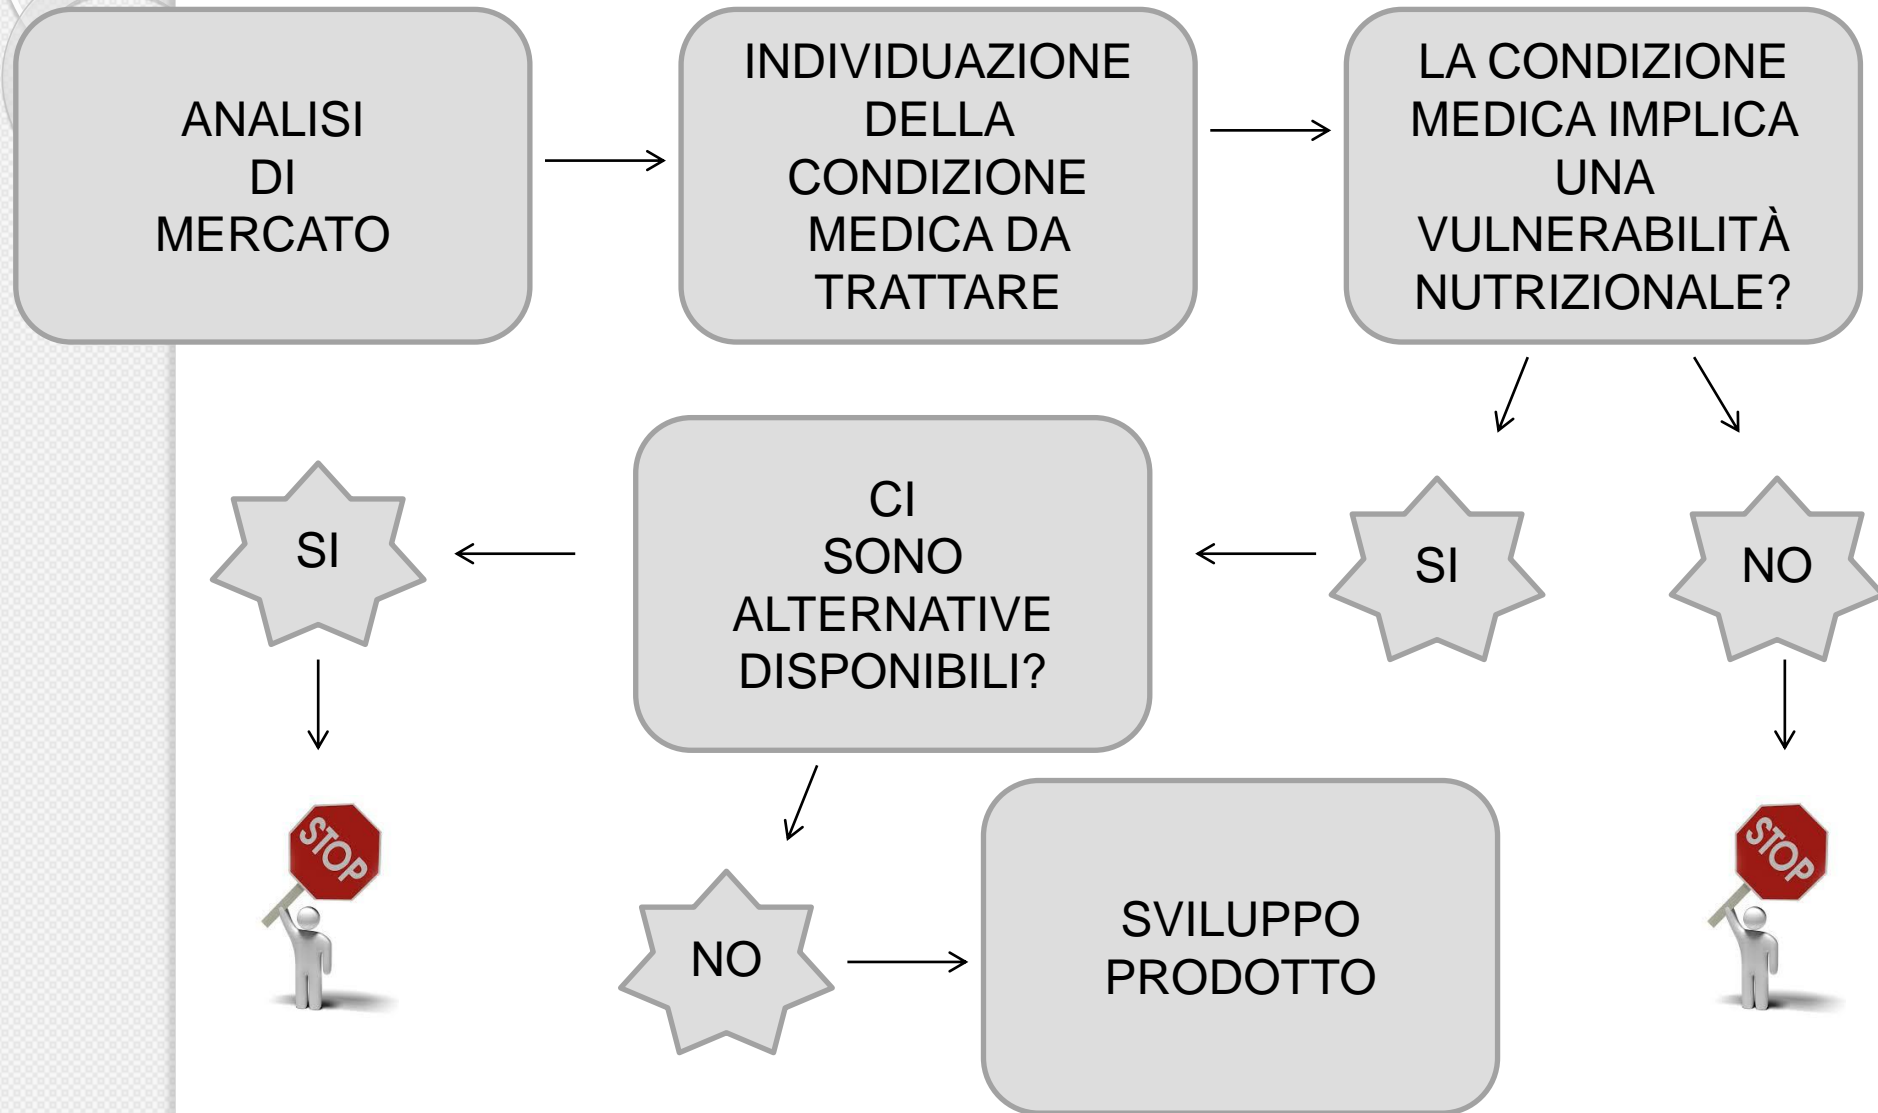 ANALISI
DI
MERCATO
INDIVIDUAZIONE
DELLA
CONDIZIONE
MEDICA DA
TRATTARE
LA CONDIZIONE
MEDICA IMPLICA
UNA
VULNERABILITÀ
NUTRIZIONALE?
SI
NO
CI
SONO
ALTERNATIVE
DISPONIBILI?
SI
STOP
STOP
NO
SVILUPPO
PRODOTTO